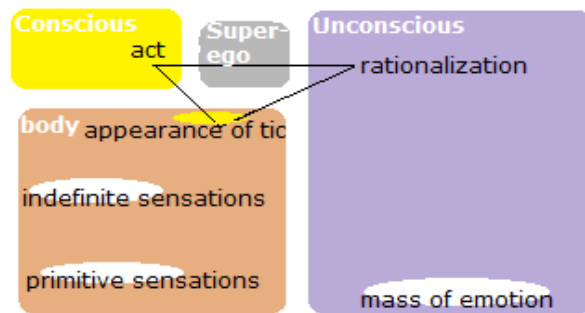 Conscious
act
Super-
ego
Unconscious
rationalization
body
appearance of tic
indefinite sensations
primitive sensations
mass of emotion